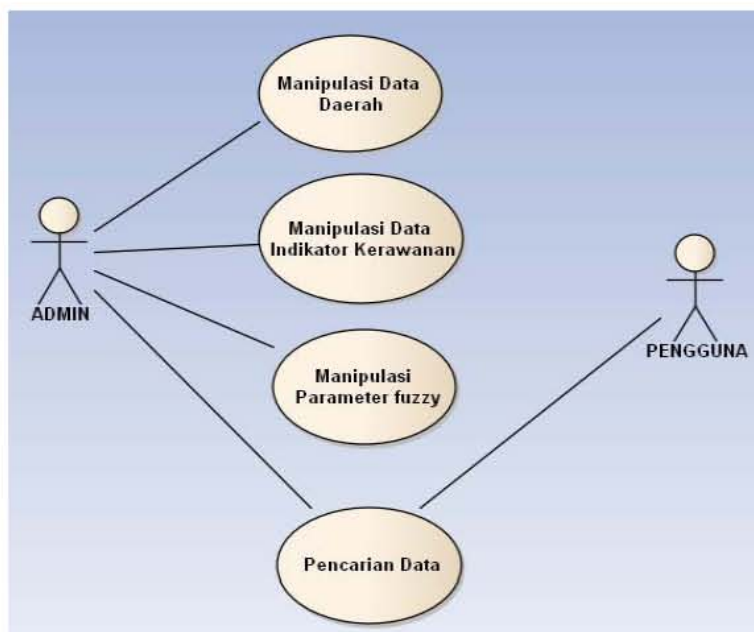 Manipulasi Data
Daerah
Manipulasi Data
Indikator Kerawanan
ADMIN
PENGGUNA
Manipulasi
Parameter fuzzy
Pencarian Data